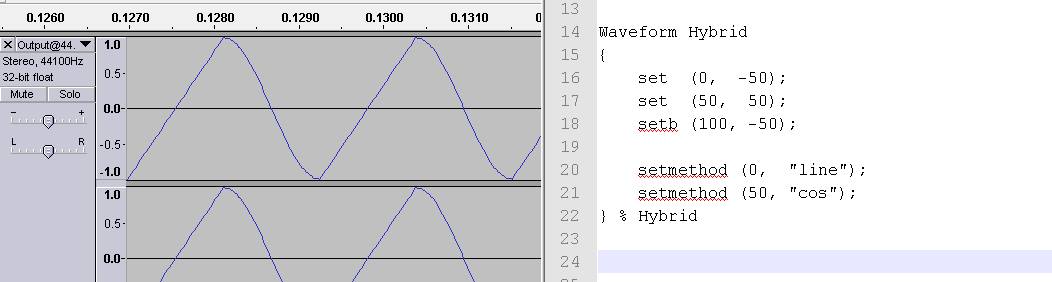 0.1260 0.1270 0.1280 0.1290 0.1300 0.1310 0
X Output@44. ▼
Stereo, 44100Hz
32-bit float
Mute Solo
- +
L R
1.0
0.5-
0.0-
-0.5-
-1.0
1.0
0.5-
0.0-
13
14 Waveform Hybrid
15 {
16 set (0, -50);
17 set (50, 50);
18 setb (100, -50);
19
20 setmethod (0, "line");
21 setmethod (50, "cos");
22 } % Hybrid
23
24